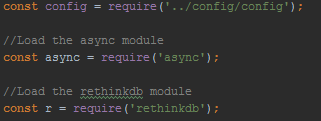 const config = require('../config/config');
//Load the async module
const async = require('async');
//Load the rethinkdb module
const r = require('rethinkdb');